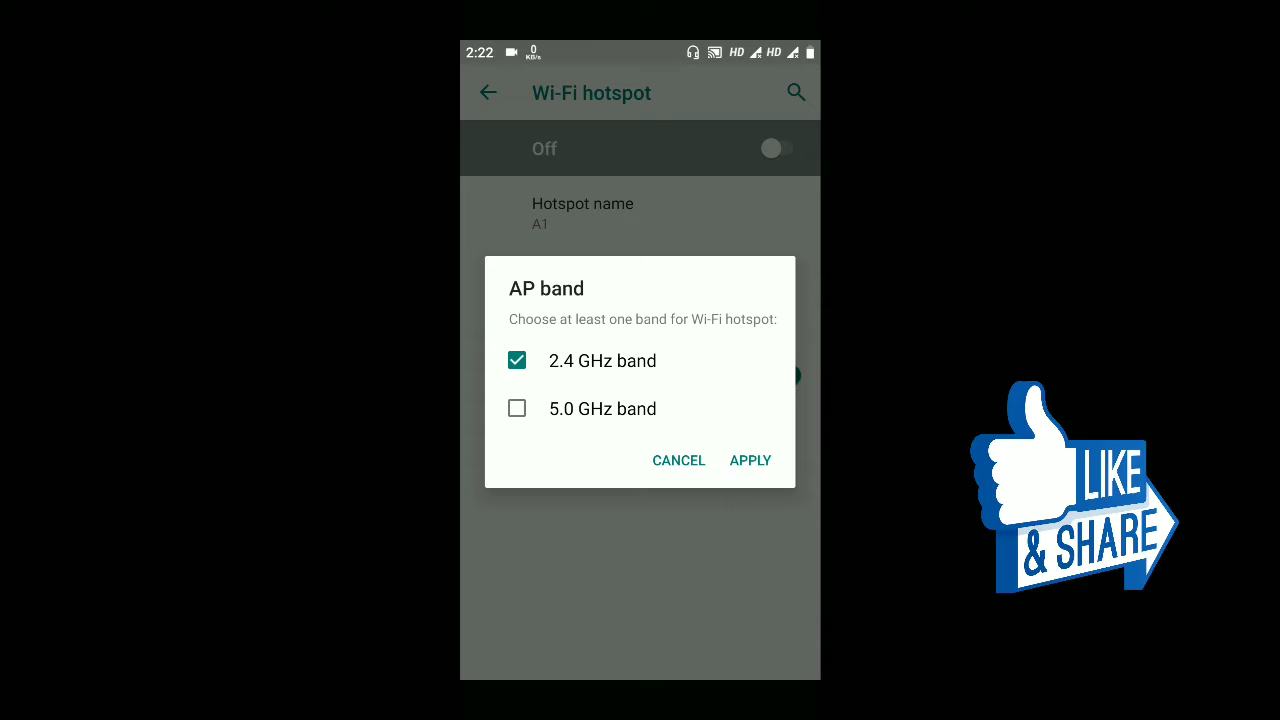 2:22 0 KB/s HD HD
Wi-Fi hotspot
Off
Hotspot name
A1
AP band
Choose at least one band for Wi-Fi hotspot:
2.4 GHz band
5.0 GHz band
CANCEL APPLY
LIKE
& SHARE